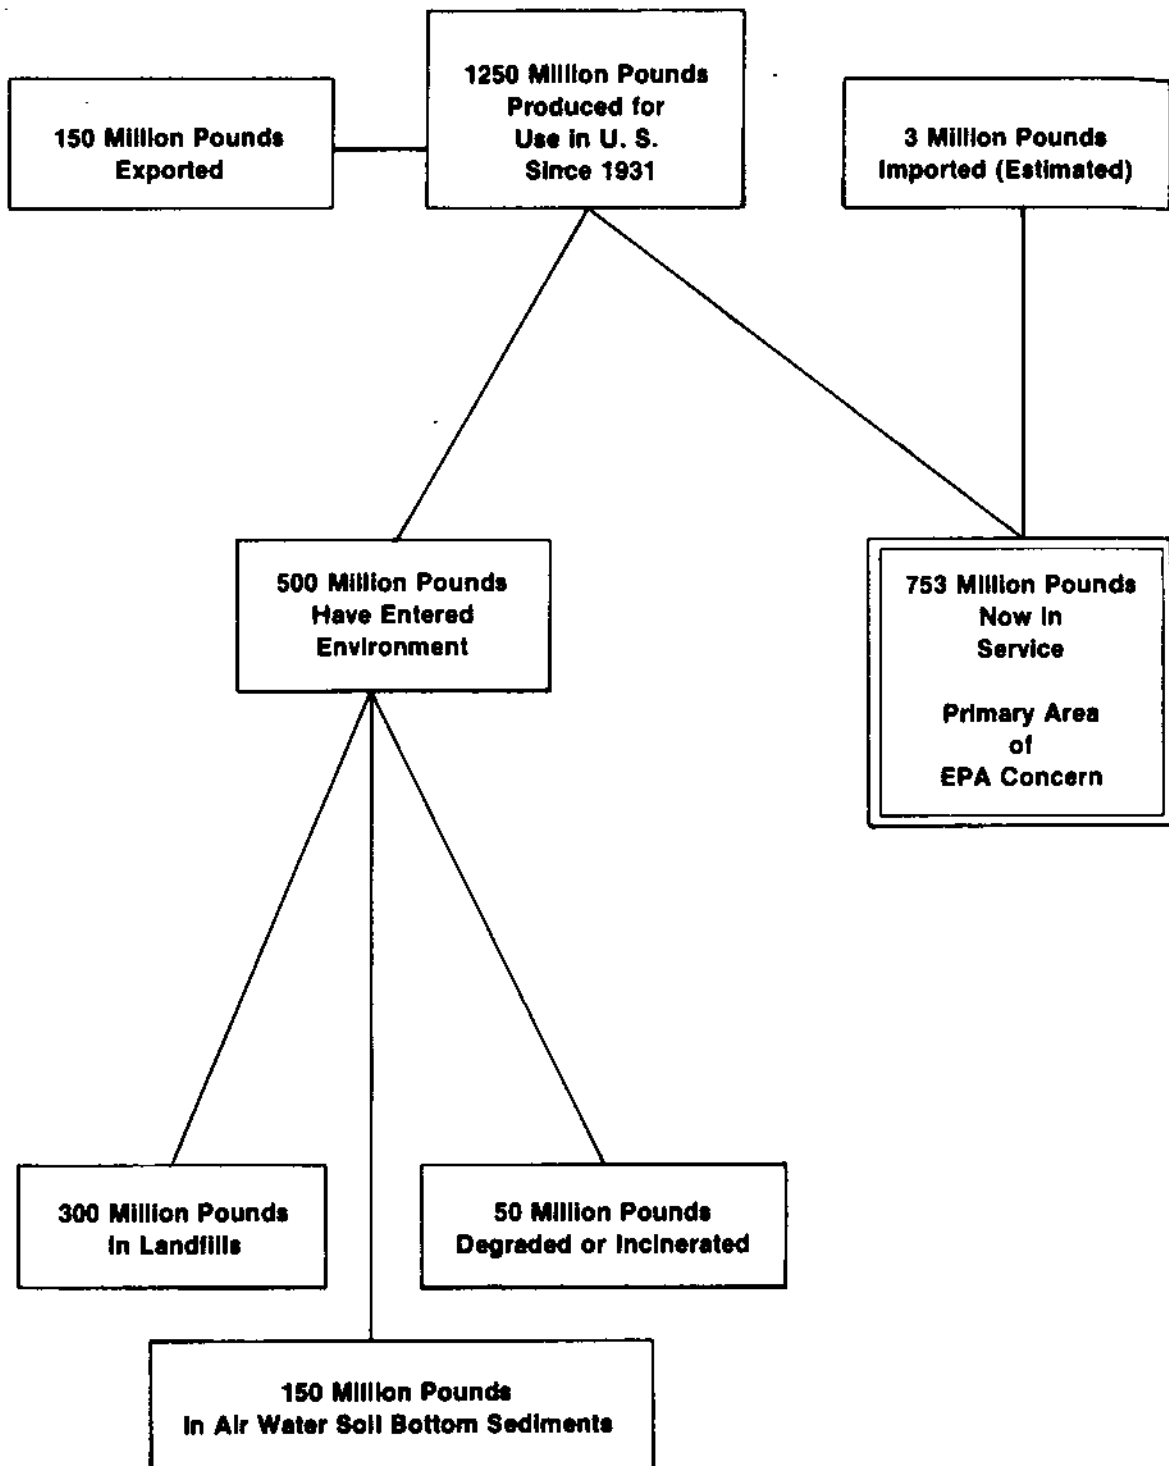 1250 Million Pounds
Produced for
Use in U. S.
Since 1931
150 Million Pounds
Exported
3 Million Pounds
Imported (Estimated)
500 Million Pounds
Have Entered
Environment
753 Million Pounds
Now in
Service
Primary Area
of
EPA Concern
300 Million Pounds
in Landfills
50 Million Pounds
Degraded or Incinerated
150 Million Pounds
In Air Water Soil Bottom Sediments